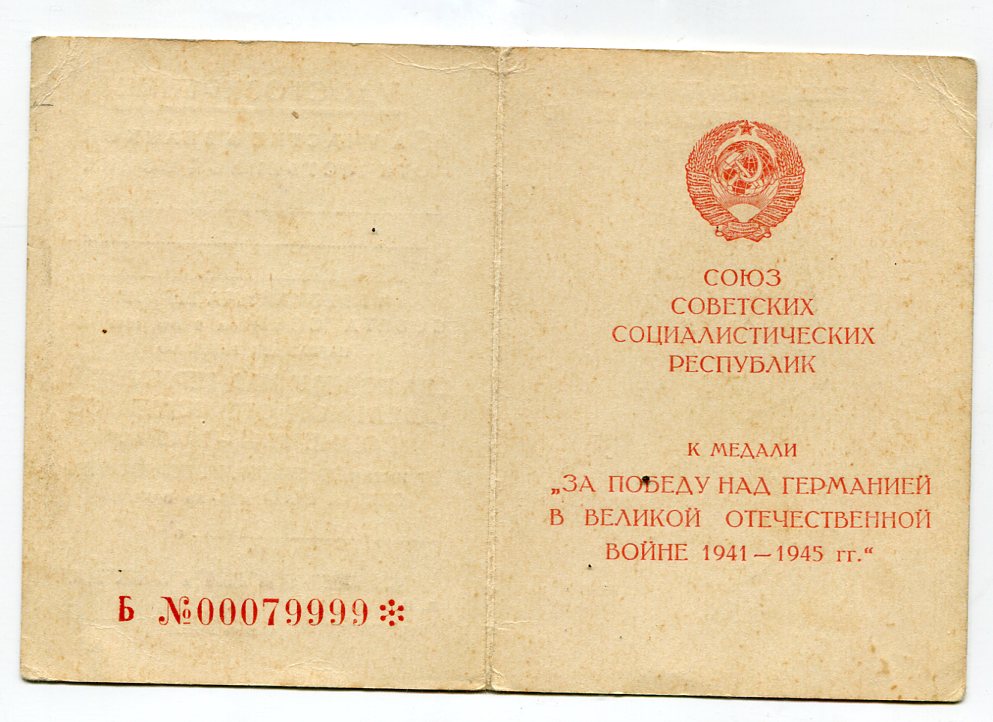 Б №00079999
СОЮЗ
СОВЕТСКИХ
СОЦИАЛИСТИЧЕСКИХ
РЕСПУБЛИК
К МЕДАЛИ
„ЗА ПОБЕДУ НАД ГЕРМАНИЕЙ
В ВЕЛИКОЙ ОТЕЧЕСТВЕННОЙ
ВОЙНЕ 1941—1945 гг.“